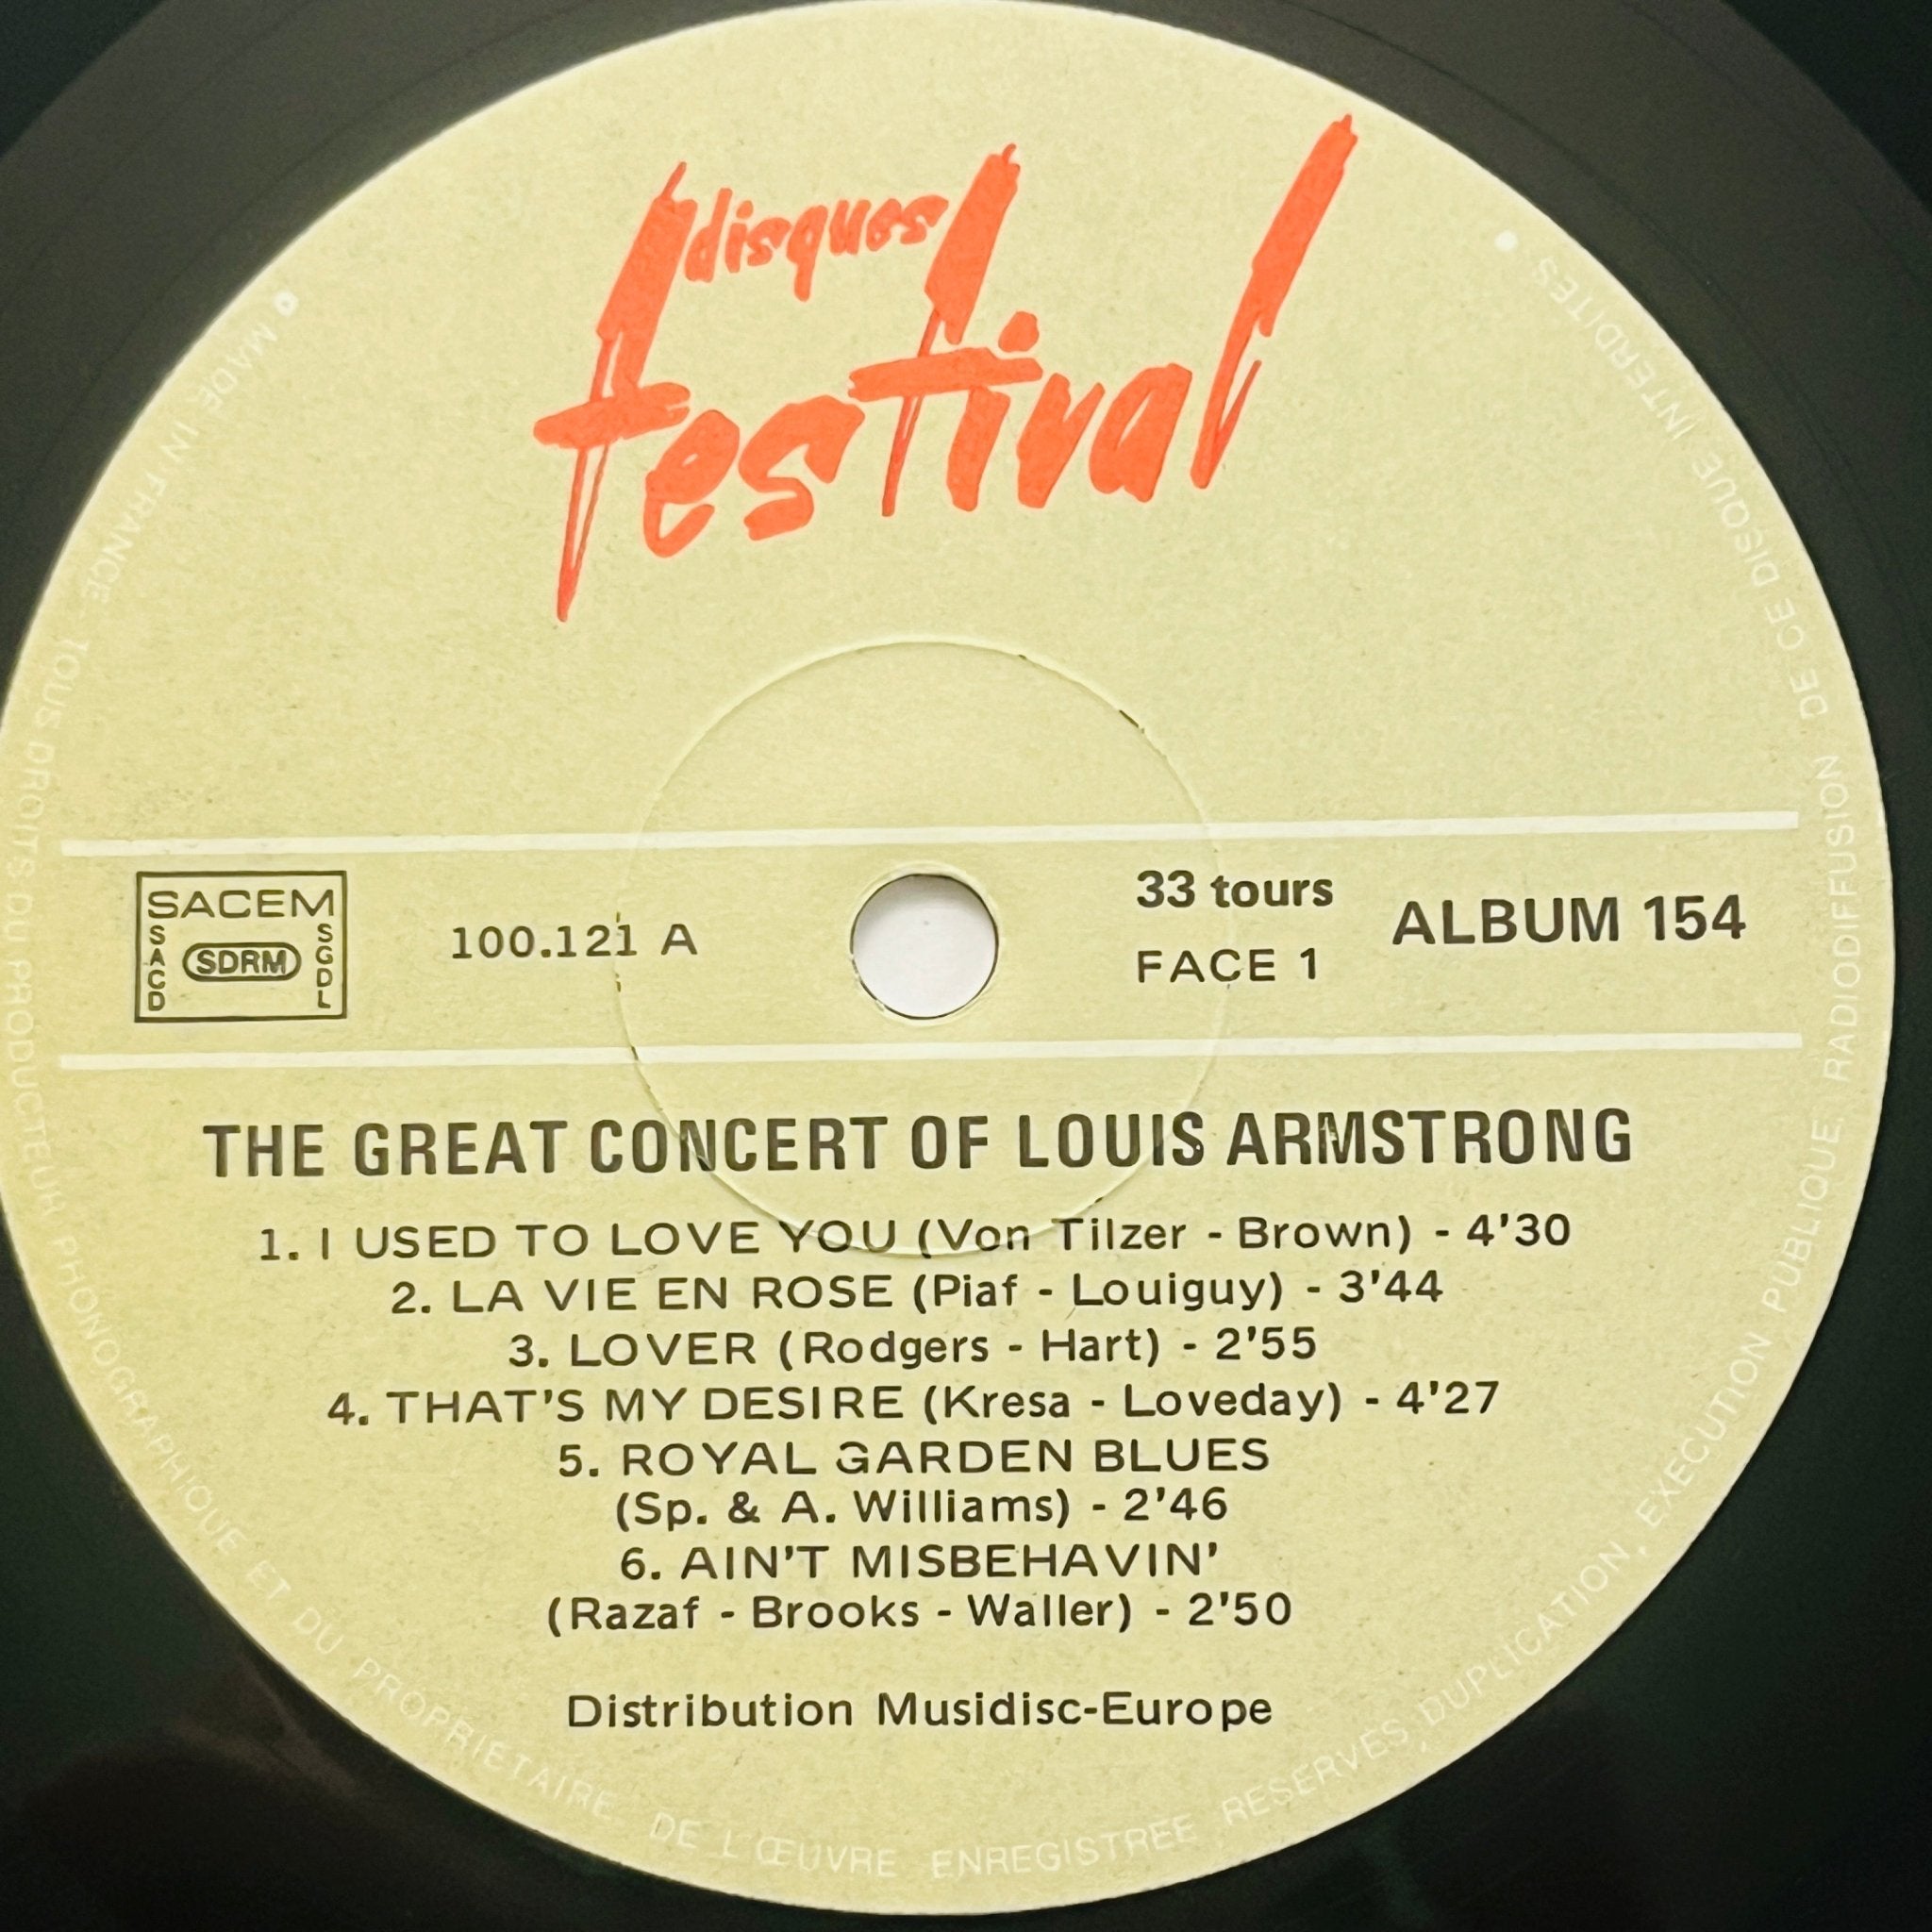 disques
festival
SACEM
SACD
SDRM
SGDL
100.121 A
33 tours
FACE 1
ALBUM 154
THE GREAT CONCERT OF LOUIS ARMSTRONG
1. I USED TO LOVE YOU (Von Tilzer - Brown) - 4'30
2. LA VIE EN ROSE (Piaf - Louiguy) - 3'44
3. LOVER (Rodgers - Hart) - 2'55
4. THAT'S MY DESIRE (Kresa - Loveday) - 4'27
5. ROYAL GARDEN BLUES
(Sp. & A. Williams) - 2'46
6. AIN'T MISBEHAVIN'
(Razaf - Brooks - Waller) - 2'50
Distribution Musidisc-Europe
• MADE IN FRANCE TOUS DROITS DU PRODUCTEUR PHONOGRAPHIQUE ET DU PROPRIETAIRE DE L'ŒUVRE ENREGISTREE RESERVES, DUPLICATION, EXECUTION PUBLIQUE, RADIODIFFUSION DE CE DISQUE INTERDITES •